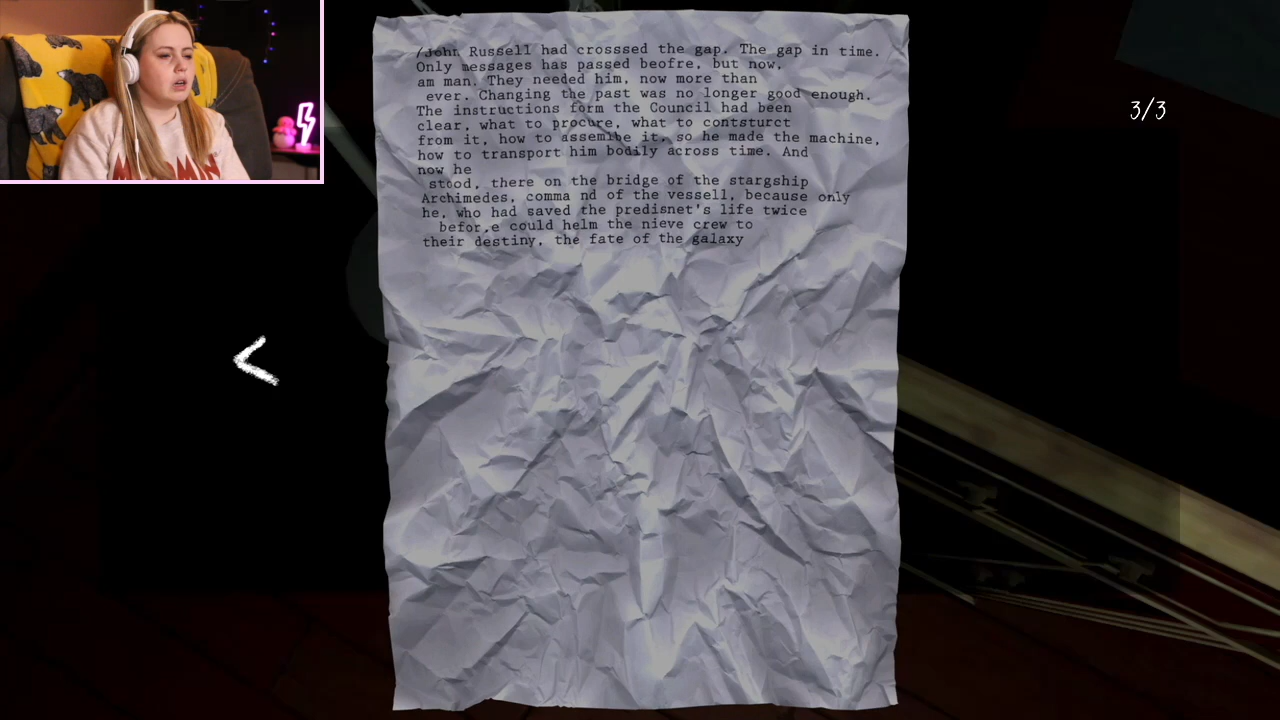 /John Russell had crosssed the gap. The gap in time.
Only messages has passed beofre, but now,
am man. They needed him, now more than
ever. Changing the past was no longer good enough.
The instructions form the Council had been
clear, what to procure, what to contsturct
from it, how to assemlbe it, so he made the machine,
how to transport him bodily across time. And
now he
stood, there on the bridge of the stargship
Archimedes, comma nd of the vessell, because only
he, who had saved the predisnet's life twice
befor,e could helm the nieve crew to
their destiny, the fate of the galaxy
3/3
<